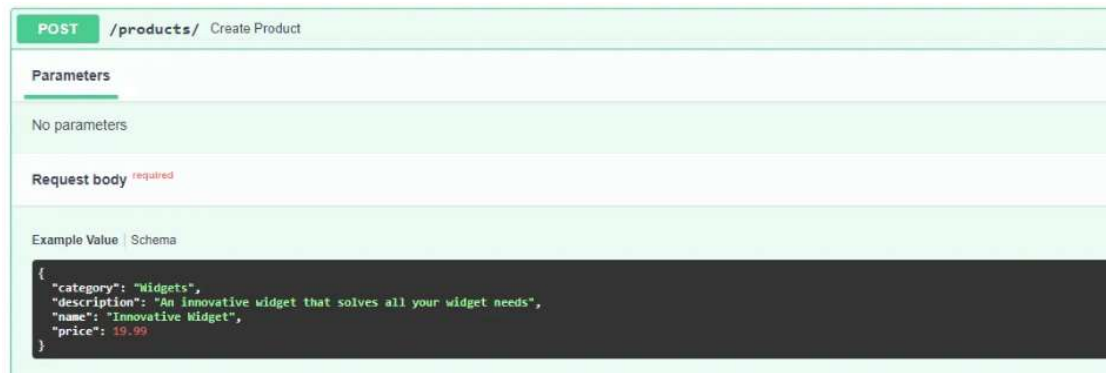 POST /products/ Create Product
Parameters
No parameters
Request body required
Example Value | Schema
{
"category": "Widgets",
"description": "An innovative widget that solves all your widget needs",
"name": "Innovative Widget",
"price": 19.99
}